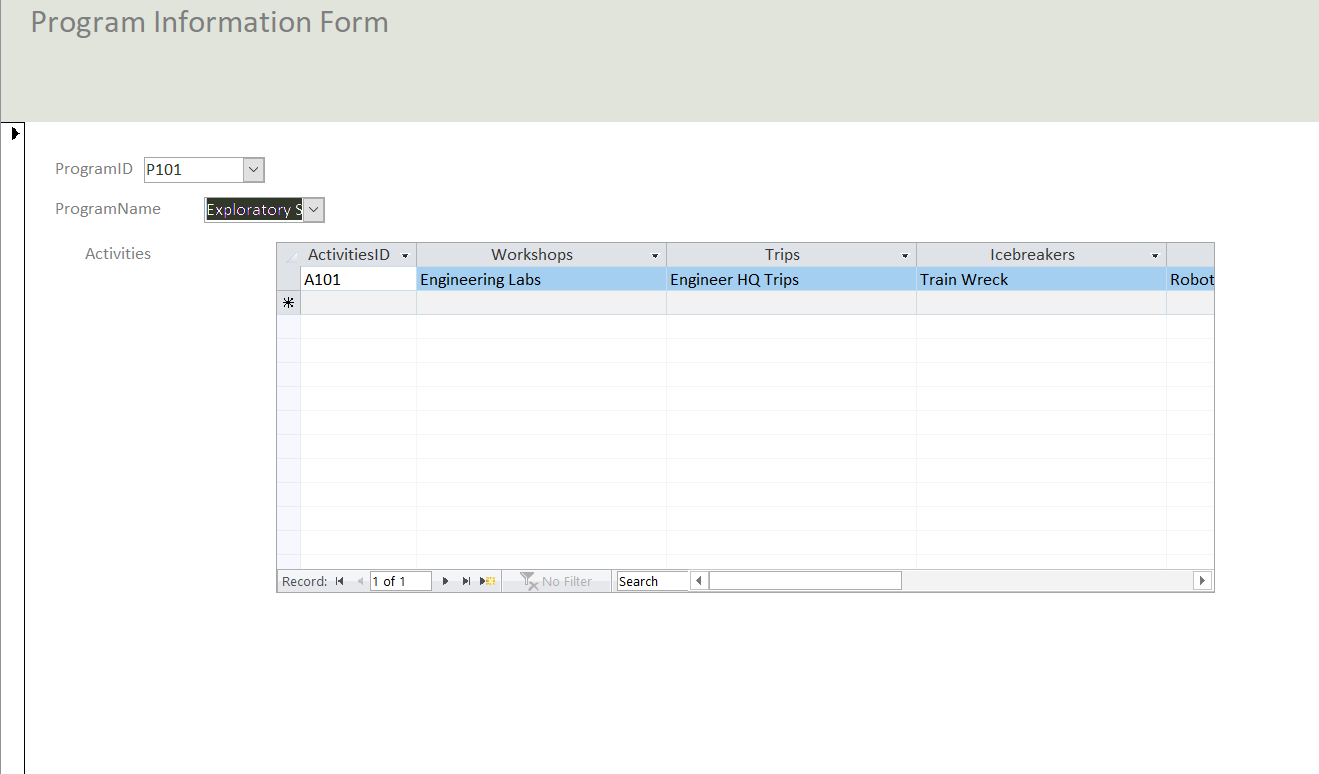 Program Information Form
ProgramID P101
ProgramName Exploratory S
Activities
ActivitiesID Workshops Trips Icebreakers
A101 Engineering Labs Engineer HQ Trips Train Wreck Robot
Record: 1 of 1 No Filter Search